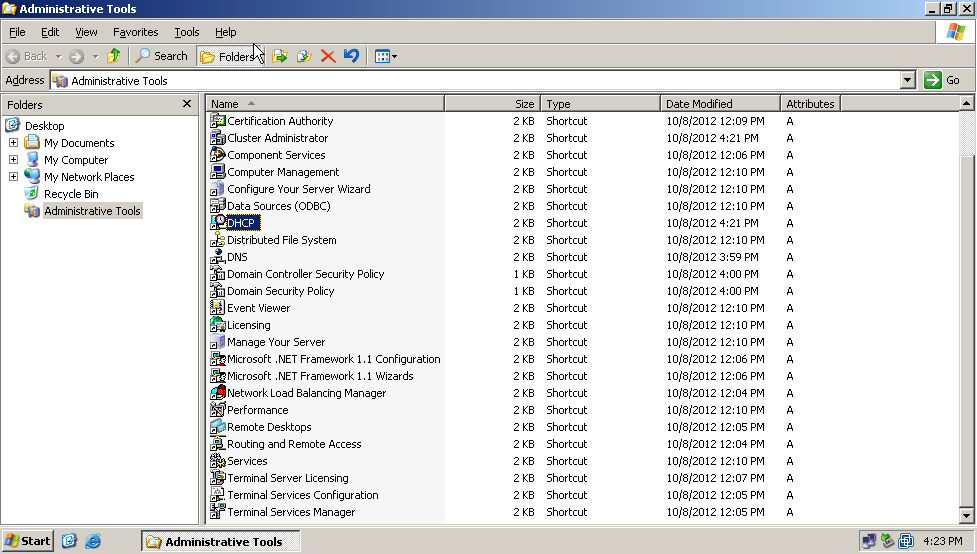 Administrative Tools
File Edit View Favorites Tools Help
Back Search Folders
Address Administrative Tools Go
Folders
Desktop
My Documents
My Computer
My Network Places
Recycle Bin
Administrative Tools
Name Size Type Date Modified Attributes
Certification Authority 2 KB Shortcut 10/8/2012 12:09 PM A
Cluster Administrator 2 KB Shortcut 10/8/2012 4:21 PM A
Component Services 2 KB Shortcut 10/8/2012 12:06 PM A
Computer Management 2 KB Shortcut 10/8/2012 12:10 PM A
Configure Your Server Wizard 2 KB Shortcut 10/8/2012 12:10 PM A
Data Sources (ODBC) 2 KB Shortcut 10/8/2012 12:10 PM A
DHCP 2 KB Shortcut 10/8/2012 4:21 PM A
Distributed File System 2 KB Shortcut 10/8/2012 12:10 PM A
DNS 2 KB Shortcut 10/8/2012 3:59 PM A
Domain Controller Security Policy 1 KB Shortcut 10/8/2012 4:00 PM A
Domain Security Policy 1 KB Shortcut 10/8/2012 4:00 PM A
Event Viewer 2 KB Shortcut 10/8/2012 12:10 PM A
Licensing 2 KB Shortcut 10/8/2012 12:10 PM A
Manage Your Server 2 KB Shortcut 10/8/2012 12:10 PM A
Microsoft .NET Framework 1.1 Configuration 2 KB Shortcut 10/8/2012 12:06 PM A
Microsoft .NET Framework 1.1 Wizards 2 KB Shortcut 10/8/2012 12:06 PM A
Network Load Balancing Manager 2 KB Shortcut 10/8/2012 12:04 PM A
Performance 2 KB Shortcut 10/8/2012 12:10 PM A
Remote Desktops 2 KB Shortcut 10/8/2012 12:05 PM A
Routing and Remote Access 2 KB Shortcut 10/8/2012 12:04 PM A
Services 2 KB Shortcut 10/8/2012 12:10 PM A
Terminal Server Licensing 2 KB Shortcut 10/8/2012 12:07 PM A
Terminal Services Configuration 2 KB Shortcut 10/8/2012 12:05 PM A
Terminal Services Manager 2 KB Shortcut 10/8/2012 12:05 PM A
Start Administrative Tools 4:23 PM